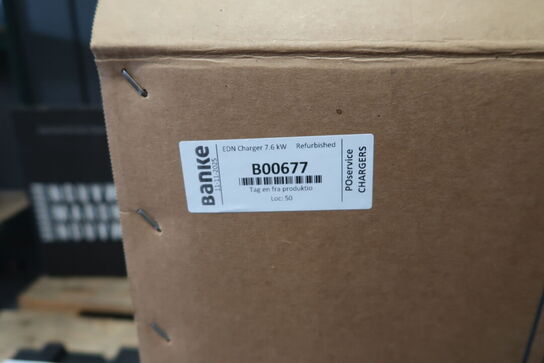 Banke
11-11-2025
EDN Charger 7.6 kW Refurbished
B00677
Tag en fra produktio
Loc: 50
POservice
CHARGERS